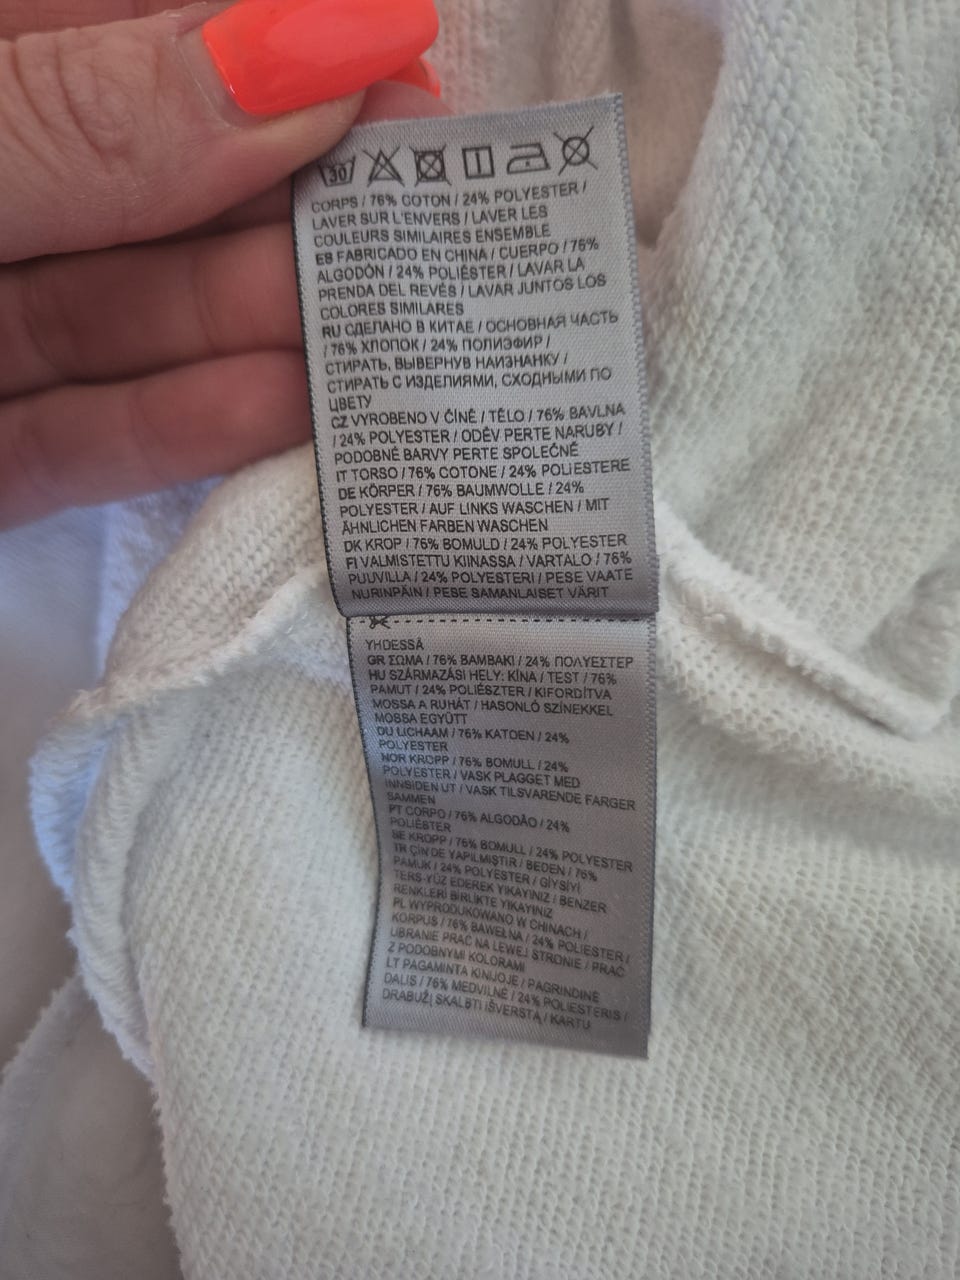 30
CORPS / 76% COTON / 24% POLYESTER /
LAVER SUR L'ENVERS / LAVER LES
COULEURS SIMILAIRES ENSEMBLE
ES FABRICADO EN CHINA / CUERPO / 76%
ALGODÓN / 24% POLIÉSTER / LAVAR LA
PRENDA DEL REVÉS / LAVAR JUNTOS LOS
COLORES SIMILARES
RU СДЕЛАНО В КИТАЕ / ОСНОВНАЯ ЧАСТЬ
/ 76% ХЛОПОК / 24% ПОЛИЭФИР /
СТИРАТЬ, ВЫВЕРНУВ НАИЗНАНКУ /
СТИРАТЬ С ИЗДЕЛИЯМИ, СХОДНЫМИ ПО
ЦВЕТУ
CZ VYROBENO V ČÍNĚ / TĚLO / 76% BAVLNA
/ 24% POLYESTER / ODĚV PERTE NARUBY /
PODOBNÉ BARVY PERTE SPOLEČNĚ
IT TORSO / 76% COTONE / 24% POLIESTERE
DE KÖRPER / 76% BAUMWOLLE / 24%
POLYESTER / AUF LINKS WASCHEN / MIT
ÄHNLICHEN FARBEN WASCHEN
DK KROP / 76% BOMULD / 24% POLYESTER
FI VALMISTETTU KIINASSA / VARTALO / 76%
PUUVILLA / 24% POLYESTERI / PESE VAATE
NURINPÄIN / PESE SAMANLAISET VÄRIT
YHDESSÄ
GR ΣΩΜΑ / 76% ΒΑΜΒΑΚΙ / 24% ΠΟΛΥΕΣΤΕΡ
HU SZÁRMAZÁSI HELY: KÍNA / TEST / 76%
PAMUT / 24% POLIÉSZTER / KIFORDÍTVA
MOSSA A RUHÁT / HASONLÓ SZÍNEKKEL
MOSSA EGYÜTT
DU LICHAAM / 76% KATOEN / 24%
POLYESTER
NOR KROPP / 76% BOMULL / 24%
POLYESTER / VASK PLAGGET MED
INNSIDEN UT / VASK TILSVARENDE FARGER
SAMMEN
PT CORPO / 76% ALGODÃO / 24%
POLIÉSTER
SE KROPP / 76% BOMULL / 24% POLYESTER
TR ÇİN'DE YAPILMIŞTIR / BEDEN / 76%
PAMUK / 24% POLYESTER / GİYSİYİ
TERS-YÜZ EDEREK YIKAYINIZ / BENZER
RENKLERİ BİRLİKTE YIKAYINIZ
PL WYPRODUKOWANO W CHINACH /
KORPUS / 76% BAWEŁNA / 24% POLIESTER /
UBRANIE PRAĆ NA LEWEJ STRONIE / PRAĆ
Z PODOBNYMI KOLORAMI
LT PAGAMINTA KINIJOJE / PAGRINDINĖ
DALIS / 76% MEDVILNĖ / 24% POLIESTERIS /
DRABUŽĮ SKALBTI IŠVERSTĄ / KARTU